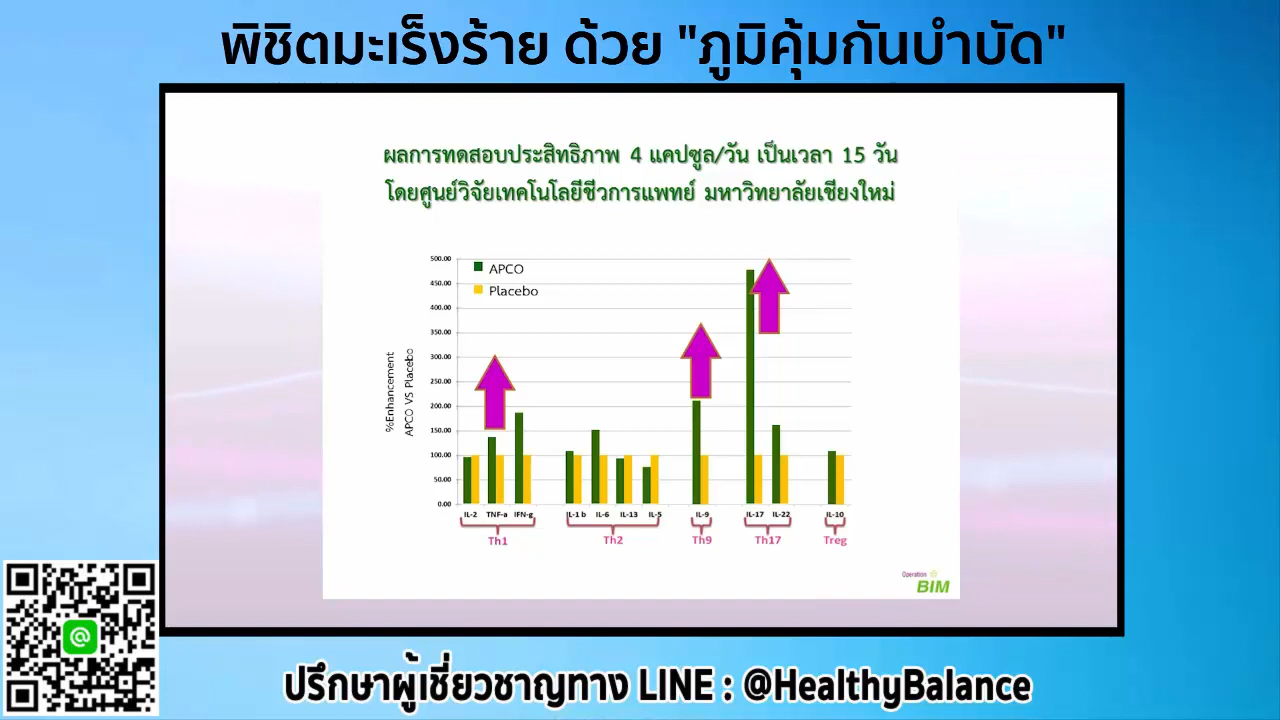 พิชิตมะเร็งร้าย ด้วย "ภูมิคุ้มกันบำบัด"
ผลการทดสอบประสิทธิภาพ 4 แคปซูล/วัน เป็นเวลา 15 วัน
โดยศูนย์วิจัยเทคโนโลยีชีวการแพทย์ มหาวิทยาลัยเชียงใหม่
%Enhancement
APCO VS Placebo
500.00
450.00
400.00
350.00
300.00
250.00
200.00
150.00
100.00
50.00
0.00
APCO
Placebo
IL-2 TNF-a IFN-g IL-1 b IL-6 IL-13 IL-5 IL-9 IL-17 IL-22 IL-10
Th1 Th2 Th9 Th17 Treg
Operation
BIM
ปรึกษาผู้เชี่ยวชาญทาง LINE : @HealthyBalance